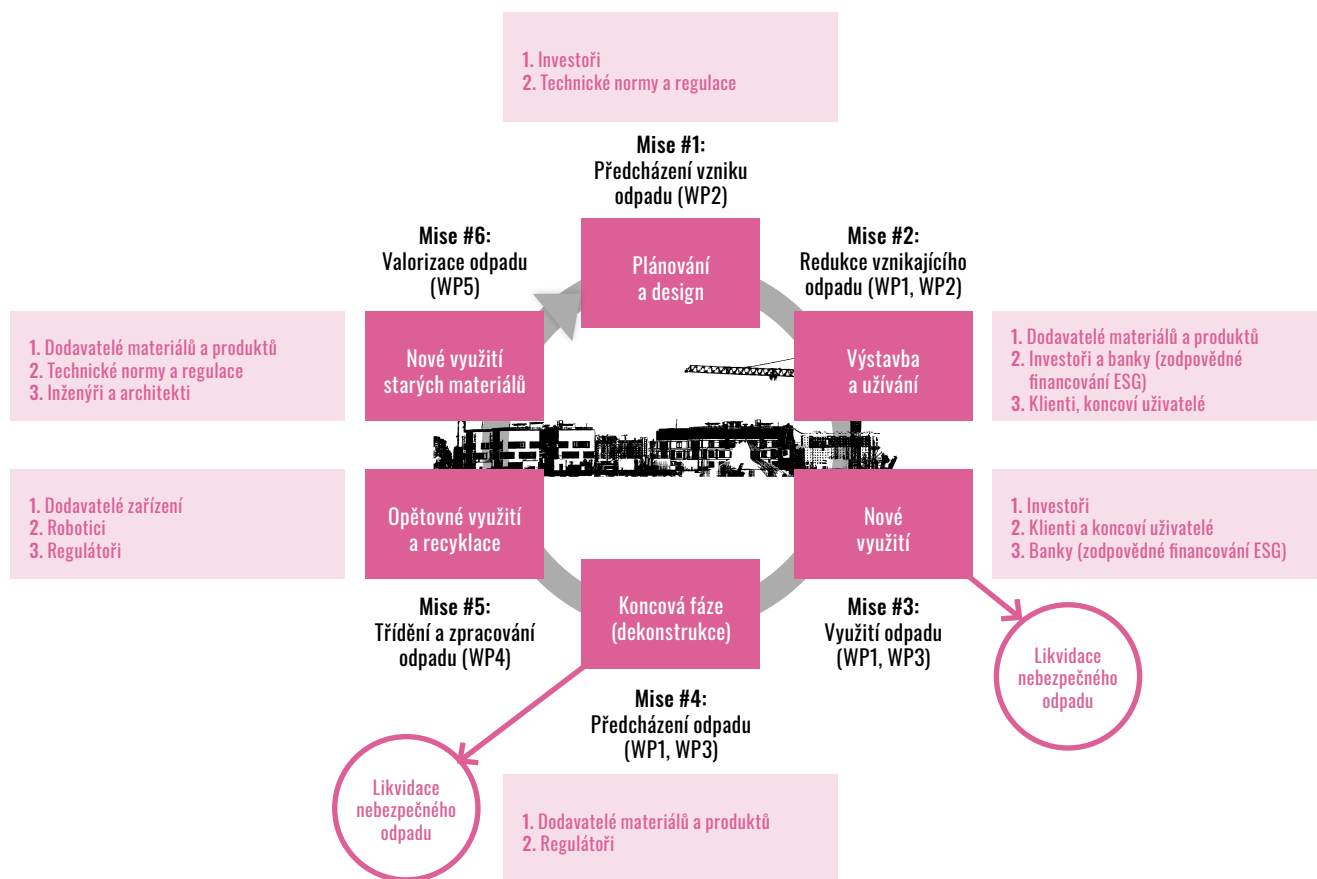 1. Investoři
2. Technické normy a regulace
Mise #1:
Předcházení vzniku
odpadu (WP2)
Plánování
a design
Mise #2:
Redukce vznikajícího
odpadu (WP1, WP2)
Výstavba
a užívání
1. Dodavatelé materiálů a produktů
2. Investoři a banky (zodpovědné
financování ESG)
3. Klienti, koncoví uživatelé
Nové
využití
1. Investoři
2. Klienti a koncoví uživatelé
3. Banky (zodpovědné financování ESG)
Mise #3:
Využití odpadu
(WP1, WP3)
Likvidace
nebezpečného
odpadu
Koncová fáze
(dekonstrukce)
Mise #4:
Předcházení odpadu
(WP1, WP3)
1. Dodavatelé materiálů a produktů
2. Regulátoři
Likvidace
nebezpečného
odpadu
Mise #5:
Třídění a zpracování
odpadu (WP4)
Opětovné využití
a recyklace
1. Dodavatelé zařízení
2. Robotici
3. Regulátoři
Mise #6:
Valorizace odpadu
(WP5)
Nové využití
starých materiálů
1. Dodavatelé materiálů a produktů
2. Technické normy a regulace
3. Inženýři a architekti